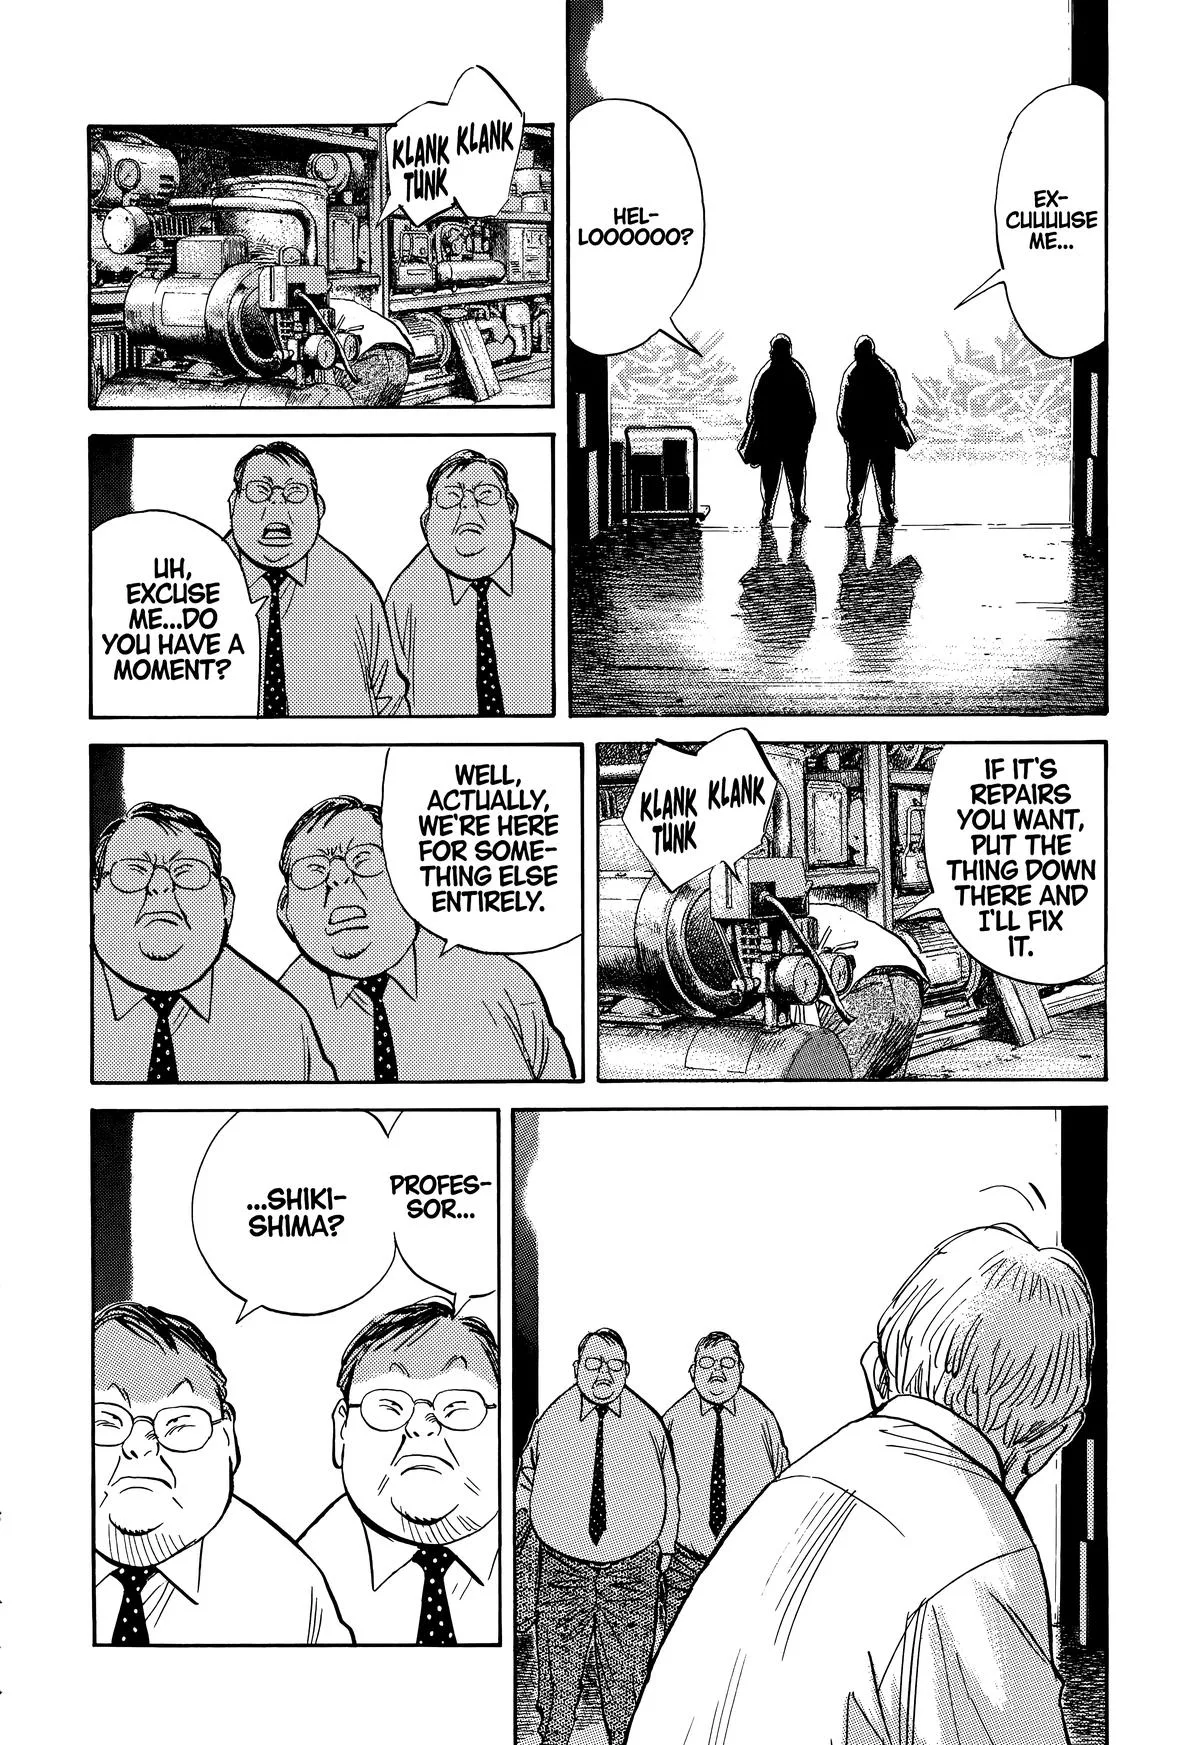 EX-
CUUUUSE
ME...
HEL-
LOOOOOO?
KLANK KLANK
TUNK
UH,
EXCUSE
ME...DO
YOU HAVE A
MOMENT?
IF IT'S
REPAIRS
YOU WANT,
PUT THE
THING DOWN
THERE AND
I'LL FIX
IT.
KLANK KLANK
TUNK
WELL,
ACTUALLY,
WE'RE HERE
FOR SOME-
THING ELSE
ENTIRELY.
PROFES-
SOR...
...SHIKI-
SHIMA?